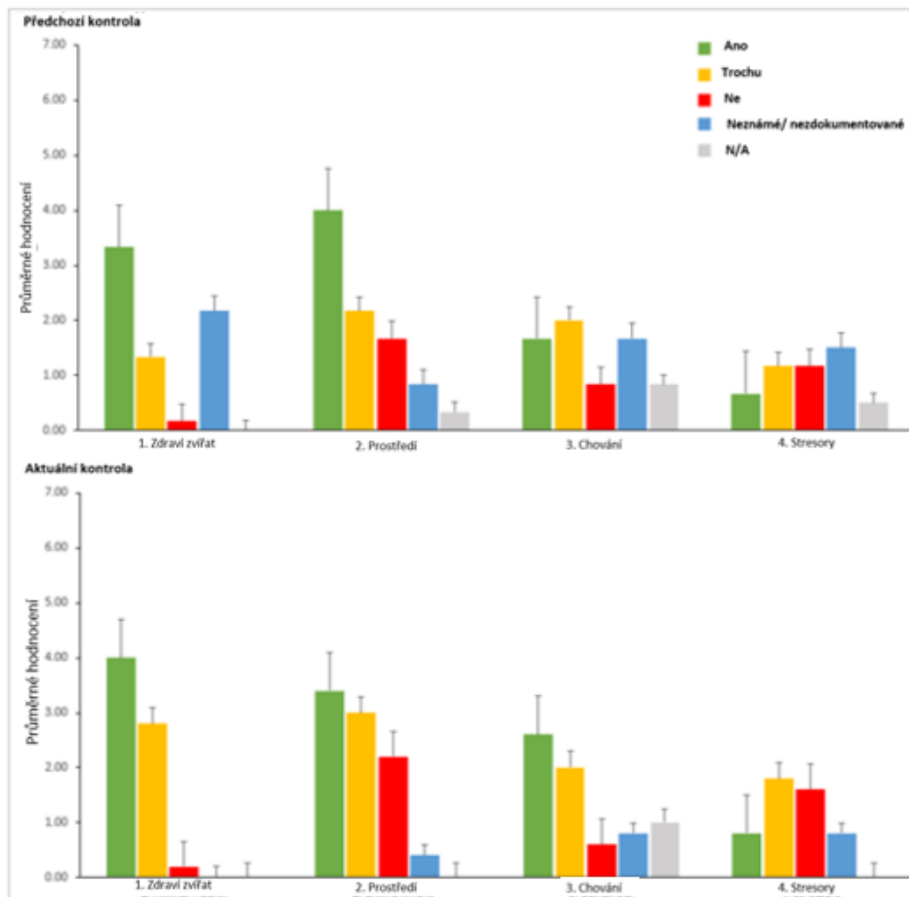 Předchozí kontrola
7.00
6.00
5.00
4.00
3.00
2.00
1.00
0.00
Průměrné hodnocení
Ano
Trochu
Ne
Neznámé/ nezdokumentované
N/A
1. Zdraví zvířat
2. Prostředí
3. Chování
4. Stresory
Aktuální kontrola
7.00
6.00
5.00
4.00
3.00
2.00
1.00
0.00
Průměrné hodnocení
1. Zdraví zvířat
2. Prostředí
3. Chování
4. Stresory